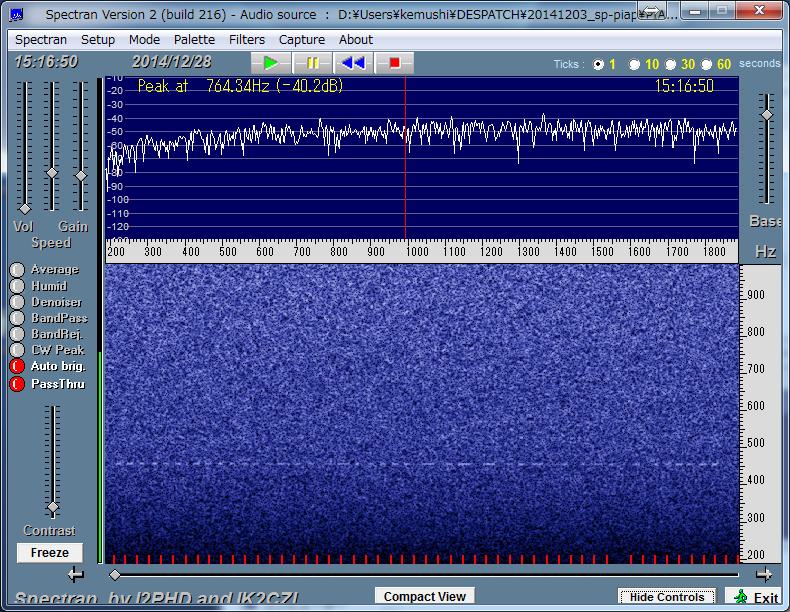 Spectran Version 2 (build 216) - Audio source : D:¥Users¥kemushi¥DESPATCH¥20141203_sp-piap¥
Spectran Setup Mode Palette Filters Capture About
15:16:50 2014/12/28 Ticks : 1 10 30 60 seconds
Peak at 764.34Hz (-40.2dB) 15:16:50
-10
-20
-30
-40
-50
-60
-80
-90
-100
-110
-120
Vol Gain
Speed
Base
200 300 400 500 600 700 800 900 1000 1100 1200 1300 1400 1500 1600 1700 1800 Hz
Average
Humid
Denoiser
BandPass
BandRej.
CW Peak
Auto brig.
PassThru
900
800
700
600
500
400
300
200
Contrast
Freeze
Spectran by I2PHD and IK2CZL
Compact View Hide Controls Exit